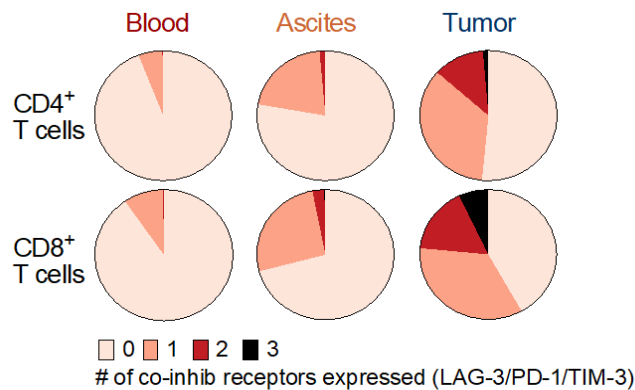 Blood Ascites Tumor
CD4+
T cells
CD8+
T cells
0 1 2 3
# of co-inhib receptors expressed (LAG-3/PD-1/TIM-3)